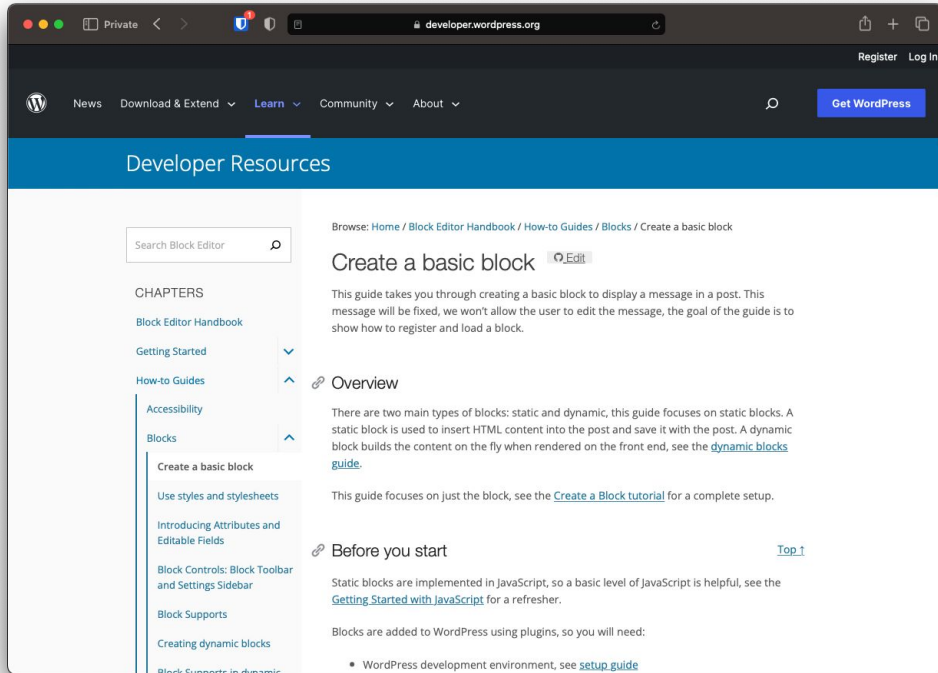 Private
1
developer.wordpress.org
Register Log In
W
News Download & Extend Learn Community About
Get WordPress
Developer Resources
Search Block Editor
CHAPTERS
Block Editor Handbook
Getting Started
How-to Guides
Accessibility
Blocks
Create a basic block
Use styles and stylesheets
Introducing Attributes and
Editable Fields
Block Controls: Block Toolbar
and Settings Sidebar
Block Supports
Creating dynamic blocks
Block Supports in dynamic
Browse: Home / Block Editor Handbook / How-to Guides / Blocks / Create a basic block
Create a basic block Edit
This guide takes you through creating a basic block to display a message in a post. This
message will be fixed, we won't allow the user to edit the message, the goal of the guide is to
show how to register and load a block.
Overview
There are two main types of blocks: static and dynamic, this guide focuses on static blocks. A
static block is used to insert HTML content into the post and save it with the post. A dynamic
block builds the content on the fly when rendered on the front end, see the dynamic blocks
guide.
This guide focuses on just the block, see the Create a Block tutorial for a complete setup.
Before you start Top ↑
Static blocks are implemented in JavaScript, so a basic level of JavaScript is helpful, see the
Getting Started with JavaScript for a refresher.
Blocks are added to WordPress using plugins, so you will need:
• WordPress development environment, see setup guide